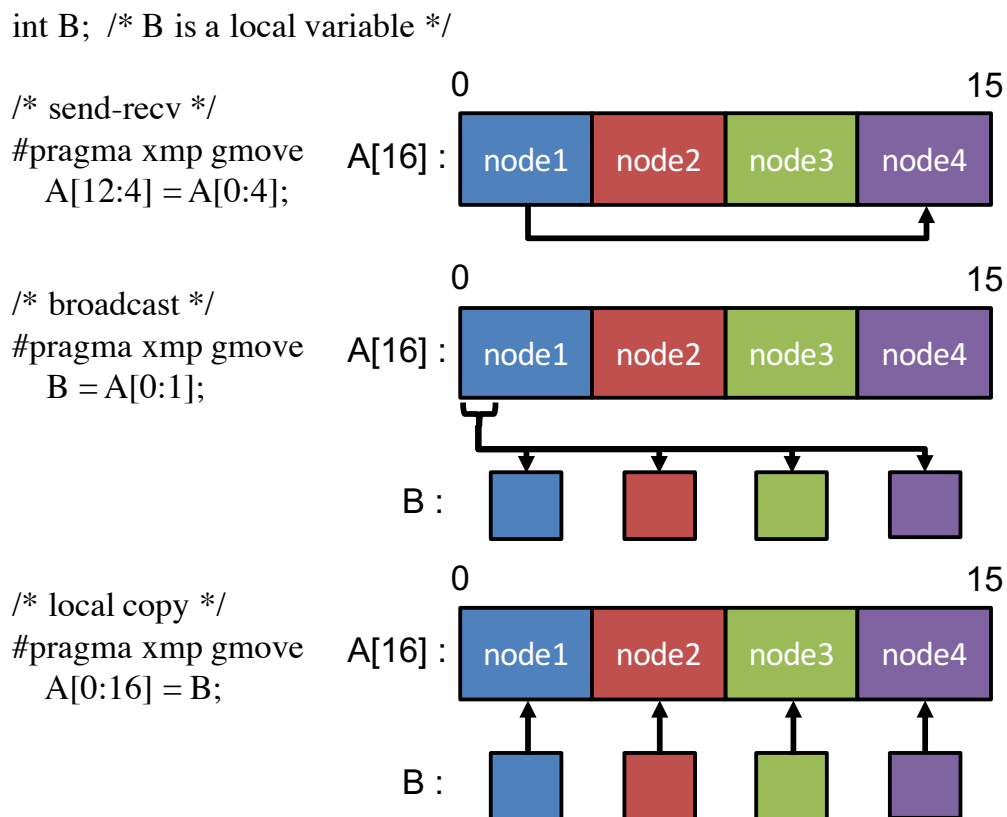 int B;  /* B is a local variable */
0 15
/* send-recv */
#pragma xmp gmove
A[12:4] = A[0:4];
A[16] : node1 node2 node3 node4
0 15
/* broadcast */
#pragma xmp gmove
B = A[0:1];
A[16] : node1 node2 node3 node4
B :
0 15
/* local copy */
#pragma xmp gmove
A[0:16] = B;
A[16] : node1 node2 node3 node4
B :